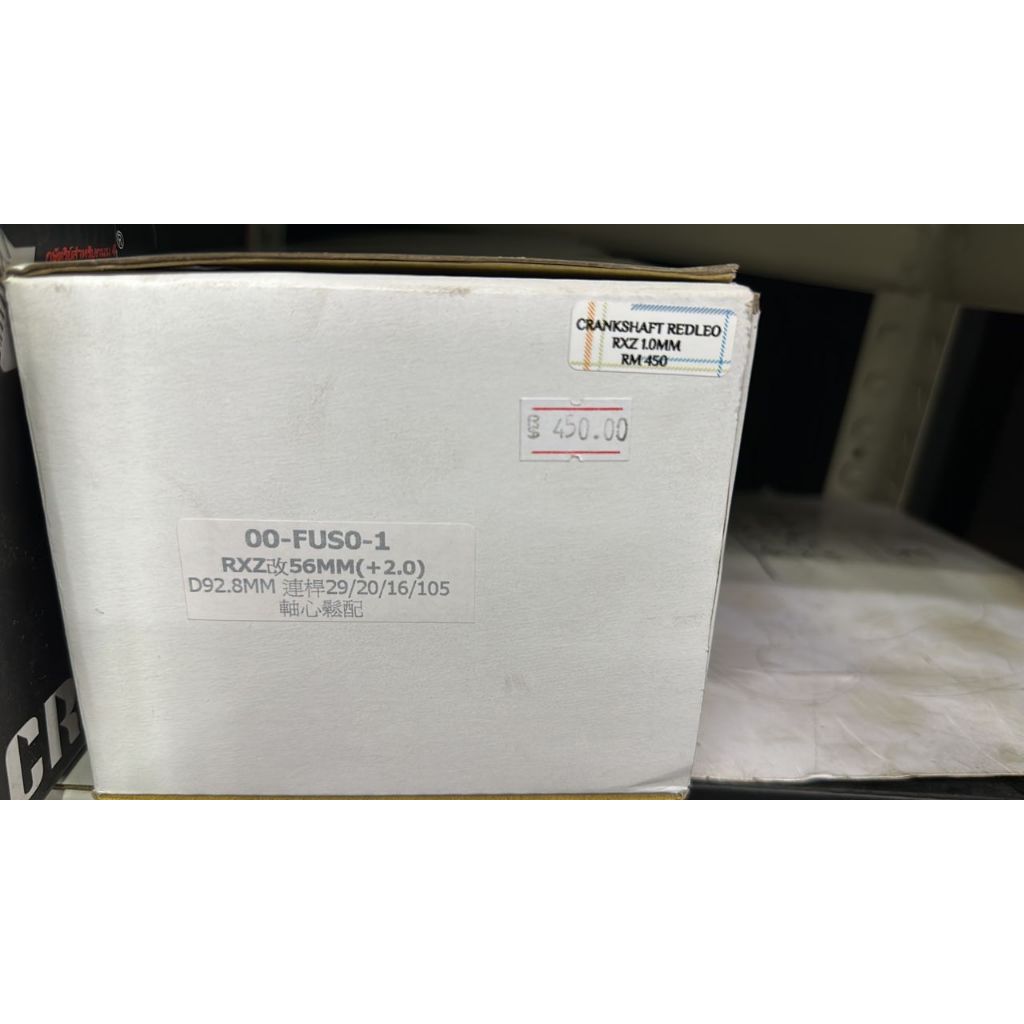 ®
CRANKSHAFT REDLEO
RXZ 1.0MM
RM 450
450.00
00-FUS0-1
RXZ改56MM(+2.0)
D92.8MM 連桿29/20/16/105
軸心鬆配